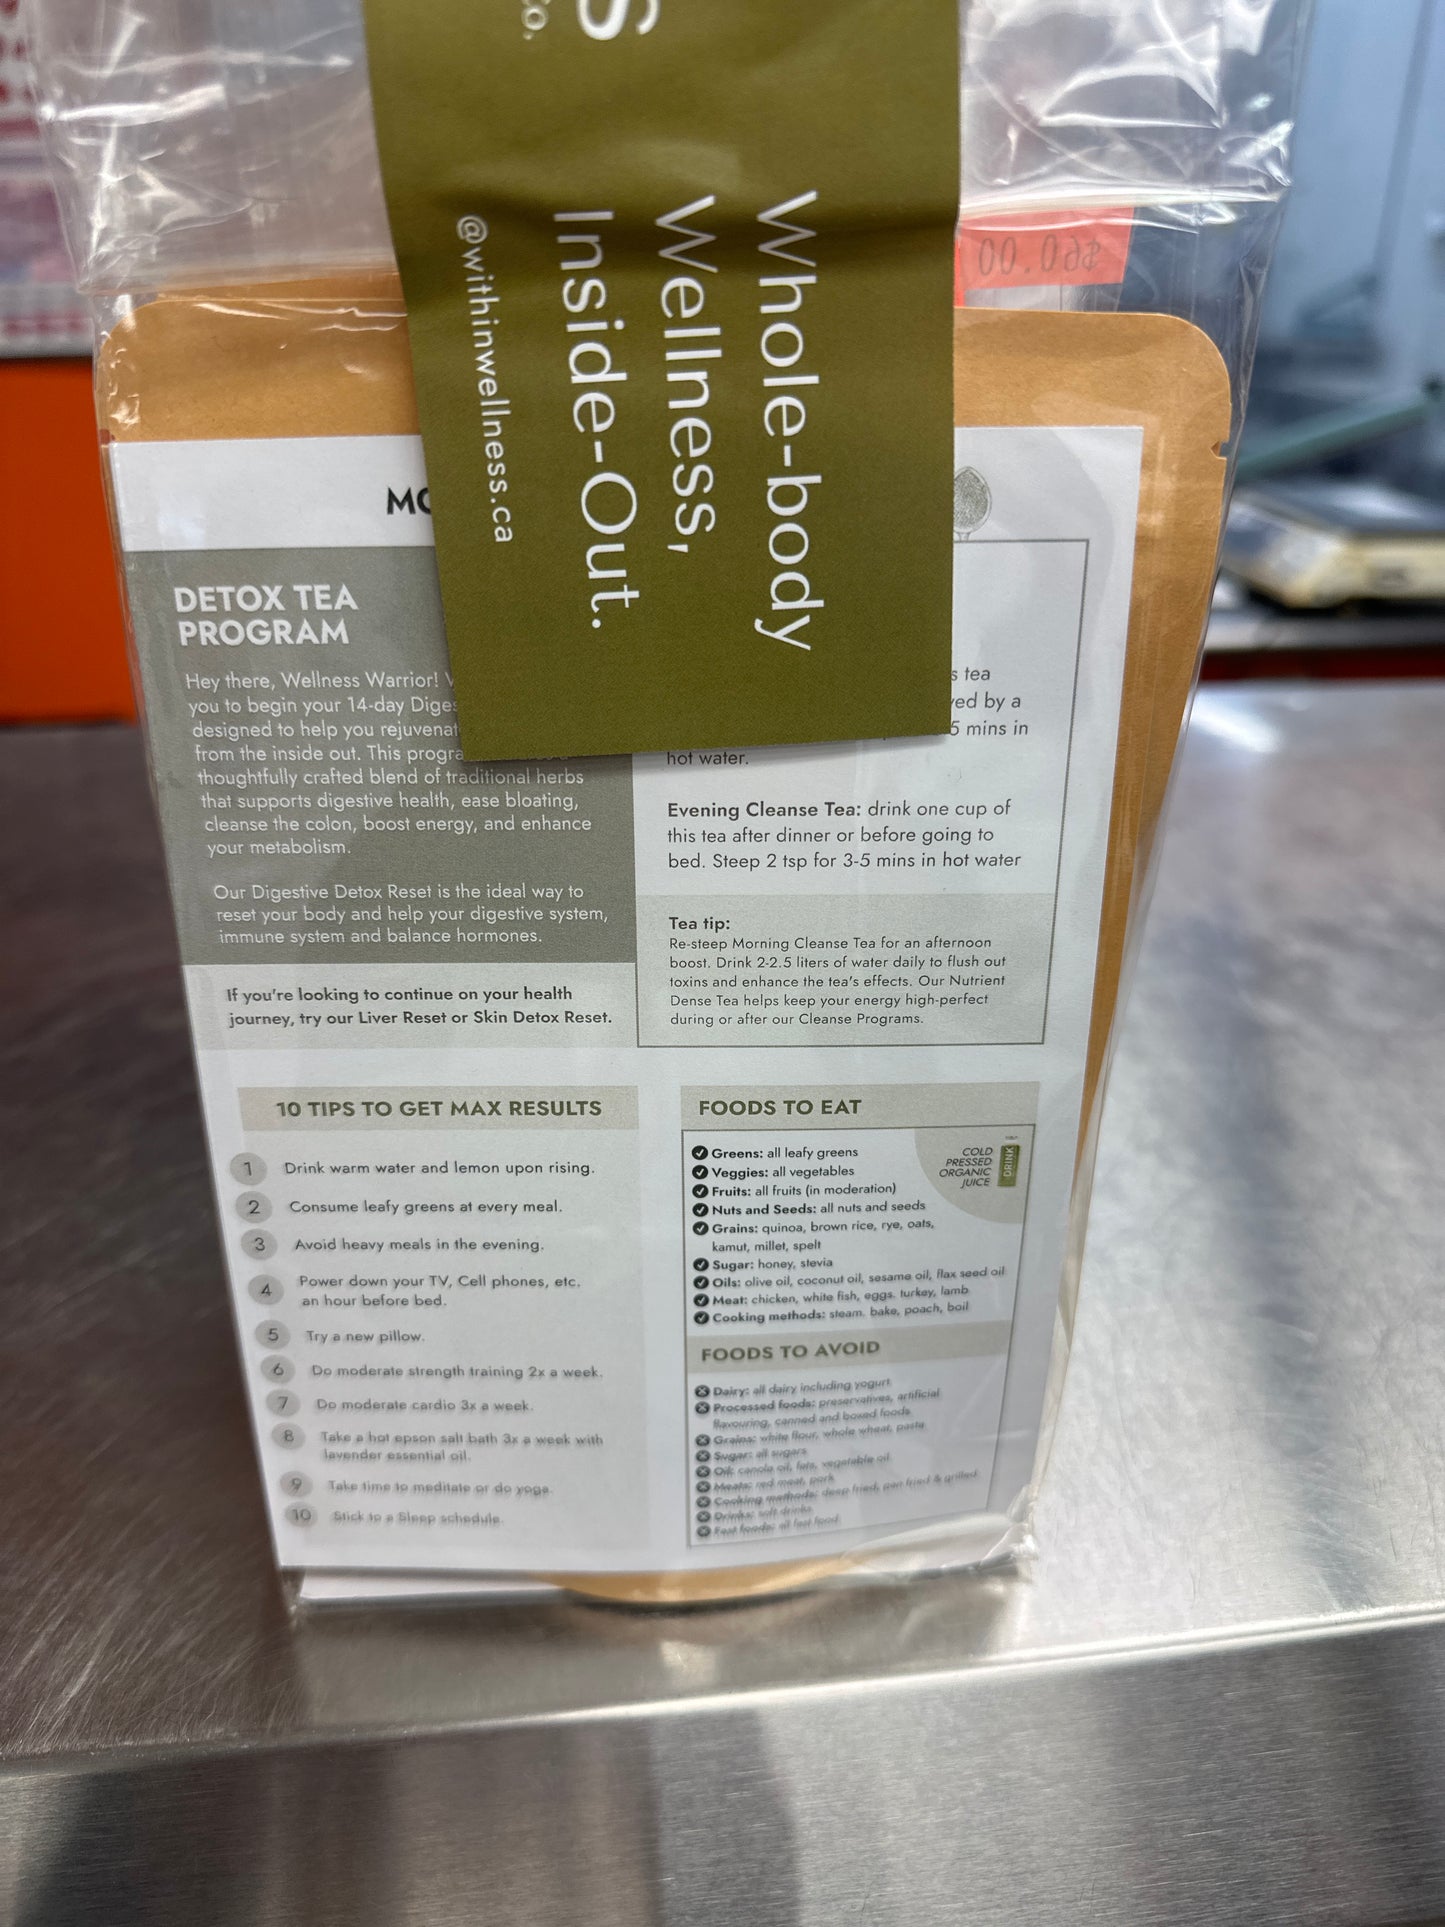 S
Co.
Whole-body
Wellness,
Inside-Out.
@withinwellness.ca
DETOX TEA
PROGRAM
Hey there, Wellness Warrior!
you to begin your 14-day
designed to help you
from the inside out. This
thoughtfully crafted blend of traditional herbs
that supports digestive health, ease bloating,
cleanse the colon, boost energy, and enhance
your metabolism.
Our Digestive Detox Reset is the ideal way to
reset your body and help your digestive system,
immune system and balance hormones.
If you're looking to continue on your health
journey, try our Liver Reset or Skin Detox Reset.
tea
by a
5 mins in
hot water.
Evening Cleanse Tea: drink one cup of
this tea after dinner or before going to
bed. Steep 2 tsp for 3-5 mins in hot water
Tea tip:
Re-steep Morning Cleanse Tea for an afternoon
boost. Drink 2-2.5 liters of water daily to flush out
toxins and enhance the tea's effects. Our Nutrient
Dense Tea helps keep your energy high-perfect
during or after our Cleanse Programs.
10 TIPS TO GET MAX RESULTS
1 Drink warm water and lemon upon rising.
2 Consume leafy greens at every meal.
3 Avoid heavy meals in the evening.
4 Power down your TV, Cell phones, etc.
an hour before bed.
5 Try a new pillow.
6 Do moderate strength training 2x a week.
7 Do moderate cardio 3x a week.
8 Take a hot epson salt bath 3x a week with
lavender essential oil.
9 Take time to meditate or do yoga.
10 Stick to a Sleep schedule.
FOODS TO EAT
Greens: all leafy greens
Veggies: all vegetables
Fruits: all fruits (in moderation)
Nuts and Seeds: all nuts and seeds
Grains: quinoa, brown rice, rye, oats,
kamut, millet, spelt
Sugar: honey, stevia
Oils: olive oil, coconut oil, sesame oil, flax seed oil
Meat: chicken, white fish, eggs. turkey, lamb
Cooking methods: steam. bake, poach, boil
COLD
PRESSED
ORGANIC
JUICE
DRINK
FOODS TO AVOID
Dairy: all dairy including yogurt
Processed foods: preservatives, artificial
flavouring, canned and boxed foods
Grains: white flour, whole wheat, pasta
Sugar: all sugars
Oil: canola oil, fats, vegetable oil
Meats: red meat, pork
Cooking methods: deep fried, pan fried & grilled
Drinks: soft drinks
Fast foods: all fast food